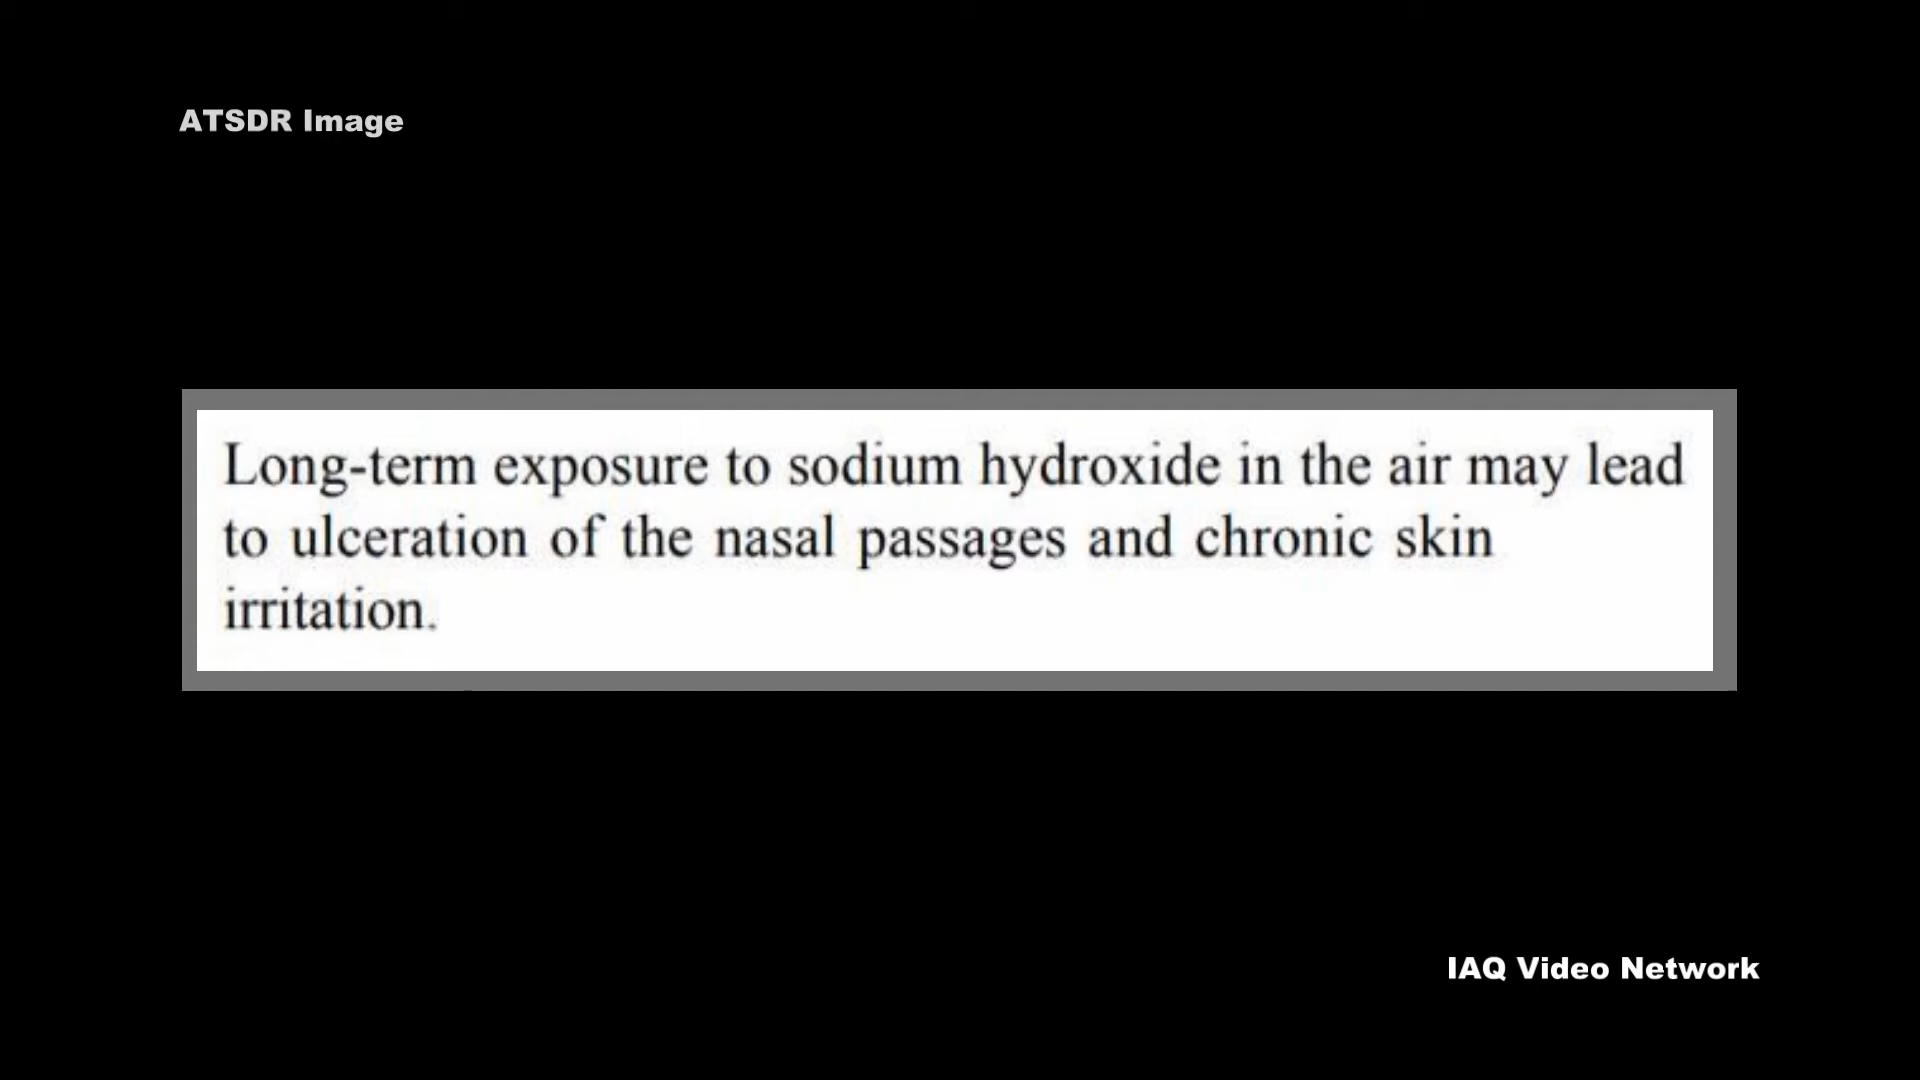 ATSDR Image
Long-term exposure to sodium hydroxide in the air may lead
to ulceration of the nasal passages and chronic skin
irritation.
IAQ Video Network